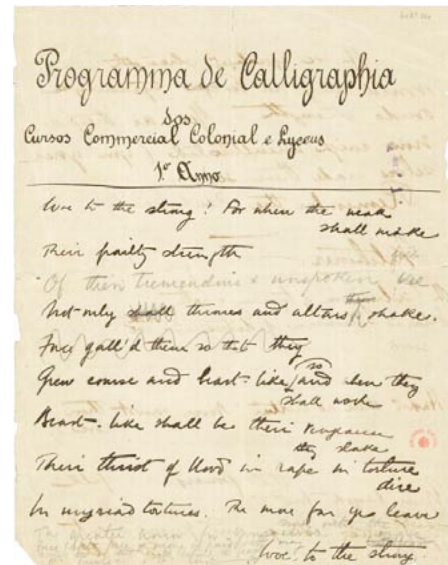 Programma de Calligraphia
dos
Cursos Commercial Colonial e Lyceus
1.º Anno
Woe to the strong! For when the weak
shall make
Their frailty strength
Of their tremendous & unspoken
Not only shall thrones and altars shake.
Force gall'd them so that they
Grew coarse and beast-like, so and when they
shall wake
Beast-like shall be their vengeance
they slake
Their thirst of blood in rape in torture
dire
In myriad tortures. The more for you leave
Woe to the strong.